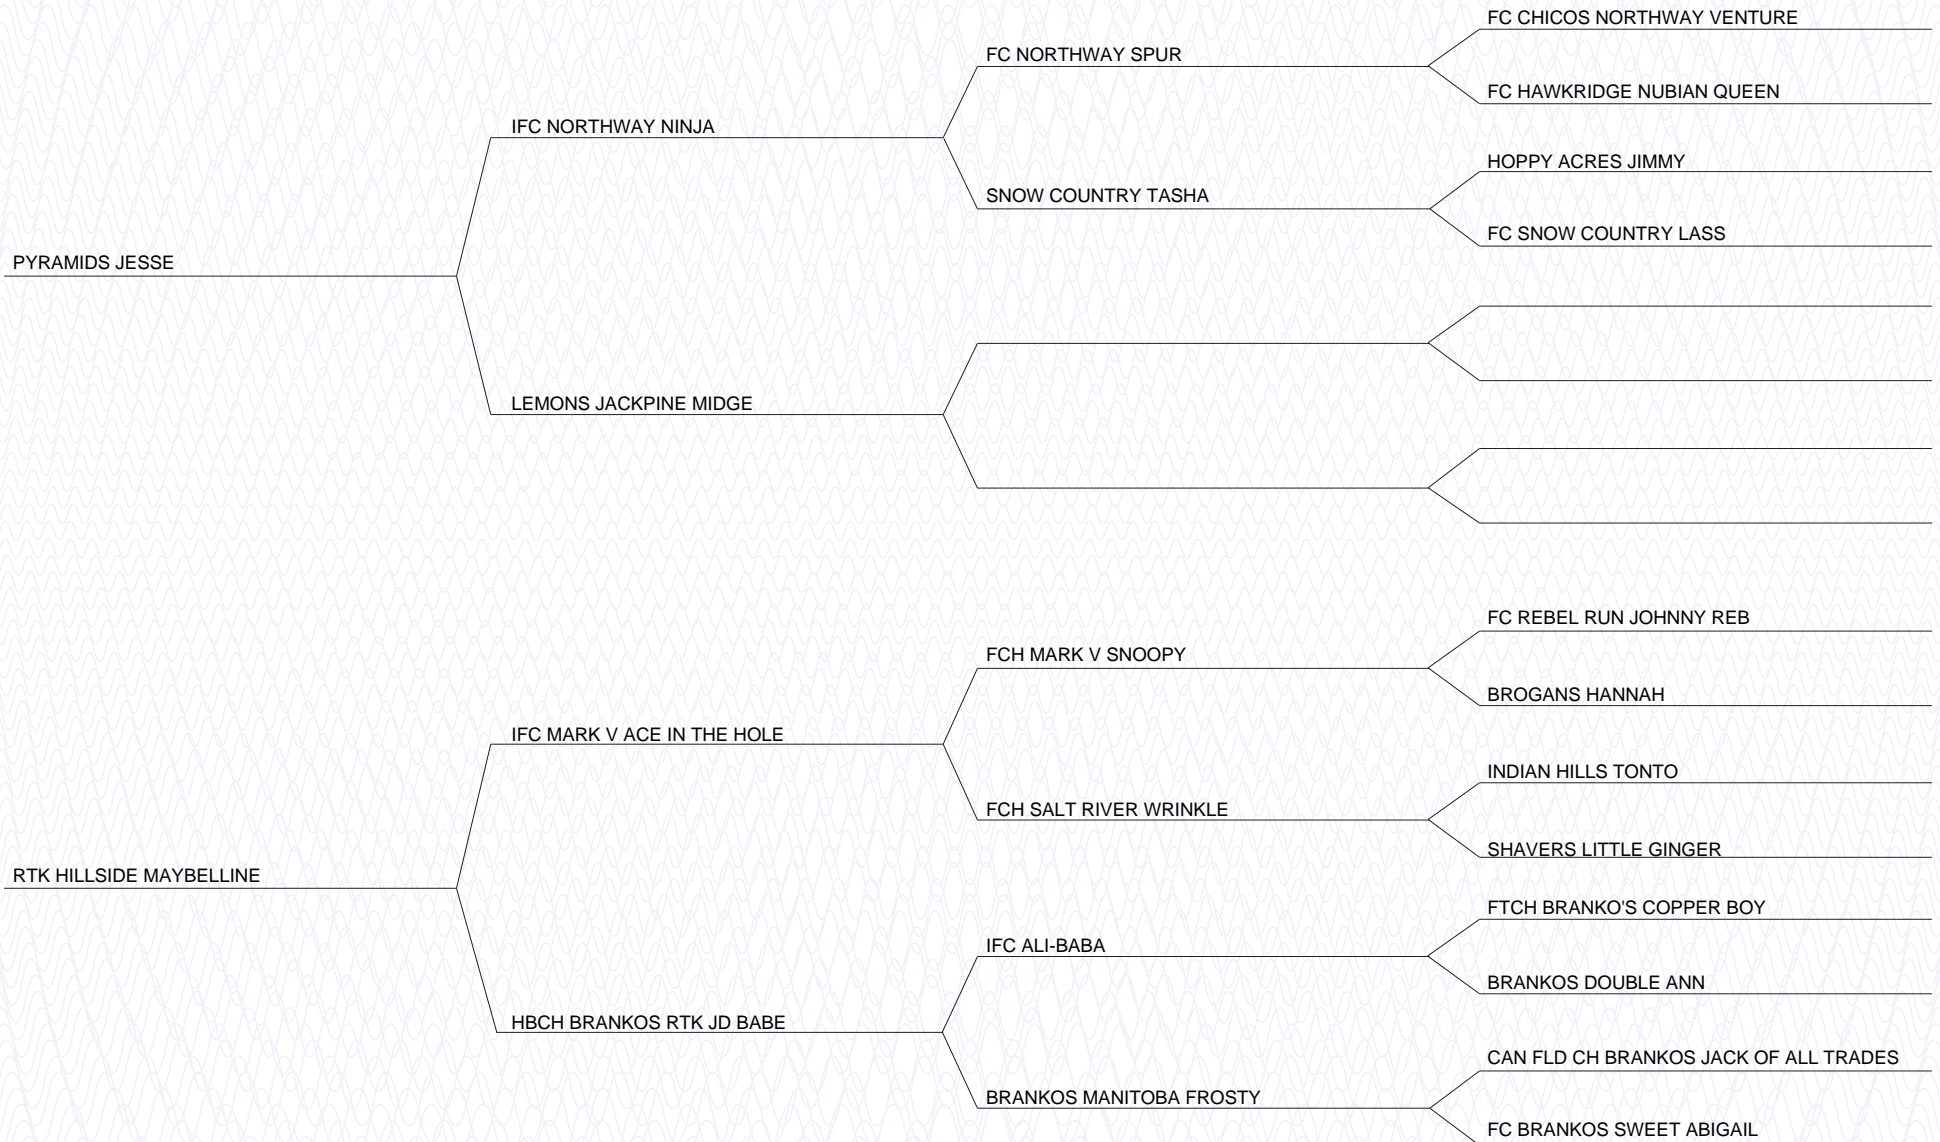 FC CHICOS NORTHWAY VENTURE
FC NORTHWAY SPUR
FC HAWKRIDGE NUBIAN QUEEN
IFC NORTHWAY NINJA
HOPPY ACRES JIMMY
SNOW COUNTRY TASHA
FC SNOW COUNTRY LASS
PYRAMIDS JESSE
LEMONS JACKPINE MIDGE
FC REBEL RUN JOHNNY REB
FCH MARK V SNOOPY
BROGANS HANNAH
IFC MARK V ACE IN THE HOLE
INDIAN HILLS TONTO
FCH SALT RIVER WRINKLE
SHAVERS LITTLE GINGER
RTK HILLSIDE MAYBELLINE
FTCH BRANKO'S COPPER BOY
IFC ALI-BABA
BRANKOS DOUBLE ANN
HBCH BRANKOS RTK JD BABE
CAN FLD CH BRANKOS JACK OF ALL TRADES
BRANKOS MANITOBA FROSTY
FC BRANKOS SWEET ABIGAIL